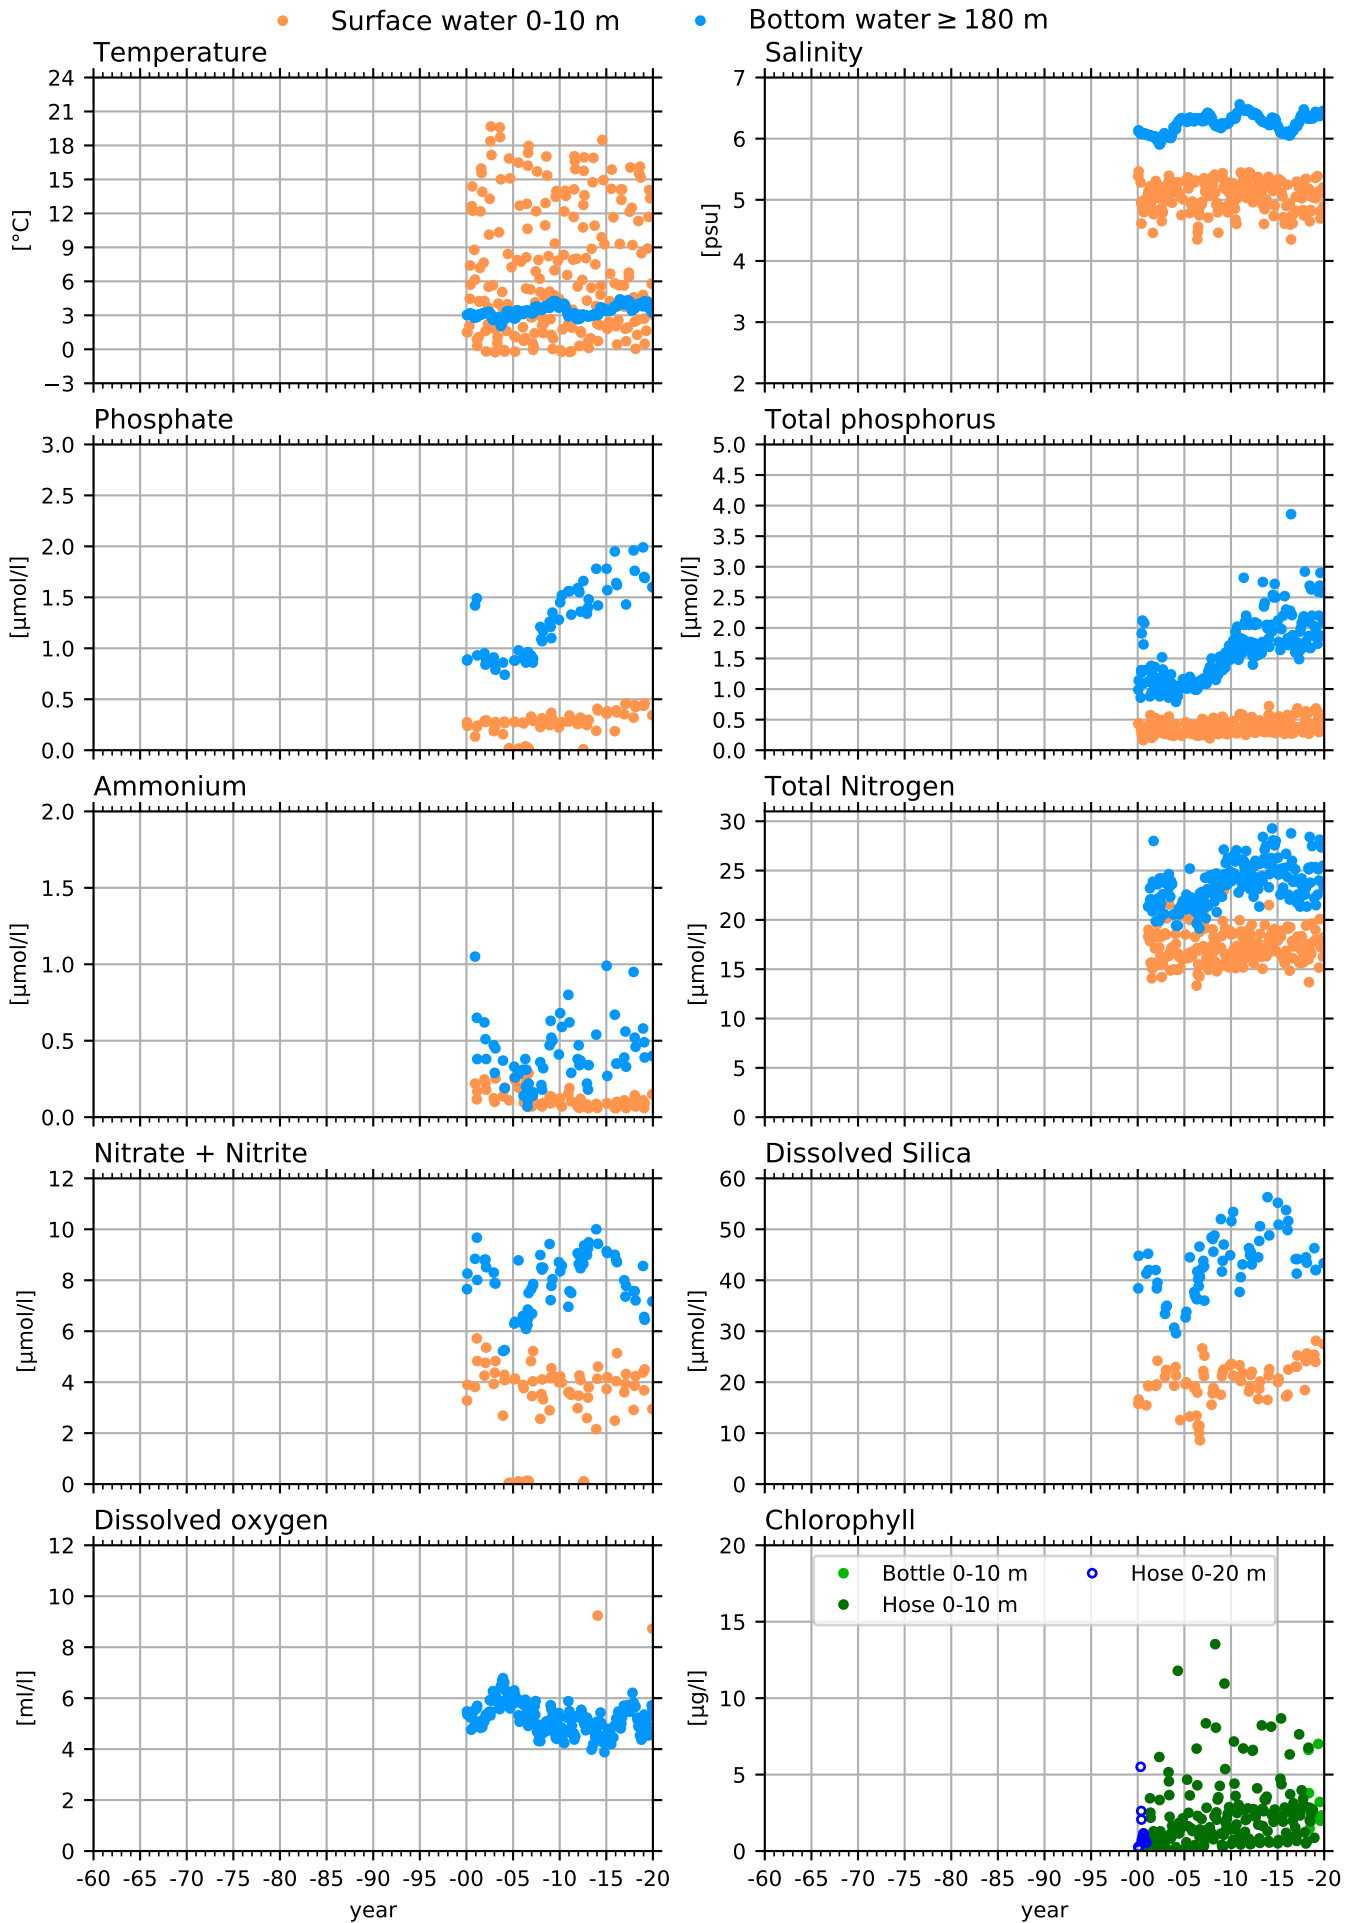 Surface water 0-10 m
Bottom water ≥ 180 m
Temperature
Salinity
24
21
18
15
12
9
6
3
0
−3
[°C]
7
6
5
4
3
2
[psu]
Phosphate
Total phosphorus
3.0
2.5
2.0
1.5
1.0
0.5
0.0
[µmol/l]
5.0
4.5
4.0
3.5
3.0
2.5
2.0
1.5
1.0
0.5
0.0
[µmol/l]
Ammonium
Total Nitrogen
2.0
1.5
1.0
0.5
0.0
[µmol/l]
30
25
20
15
10
5
0
[µmol/l]
Nitrate + Nitrite
Dissolved Silica
12
10
8
6
4
2
0
[µmol/l]
60
50
40
30
20
10
0
[µmol/l]
Dissolved oxygen
Chlorophyll
12
10
8
6
4
2
0
[ml/l]
20
15
10
5
0
[µg/l]
Bottle 0-10 m
Hose 0-10 m
Hose 0-20 m
-60 -65 -70 -75 -80 -85 -90 -95 -00 -05 -10 -15 -20
year
-60 -65 -70 -75 -80 -85 -90 -95 -00 -05 -10 -15 -20
year